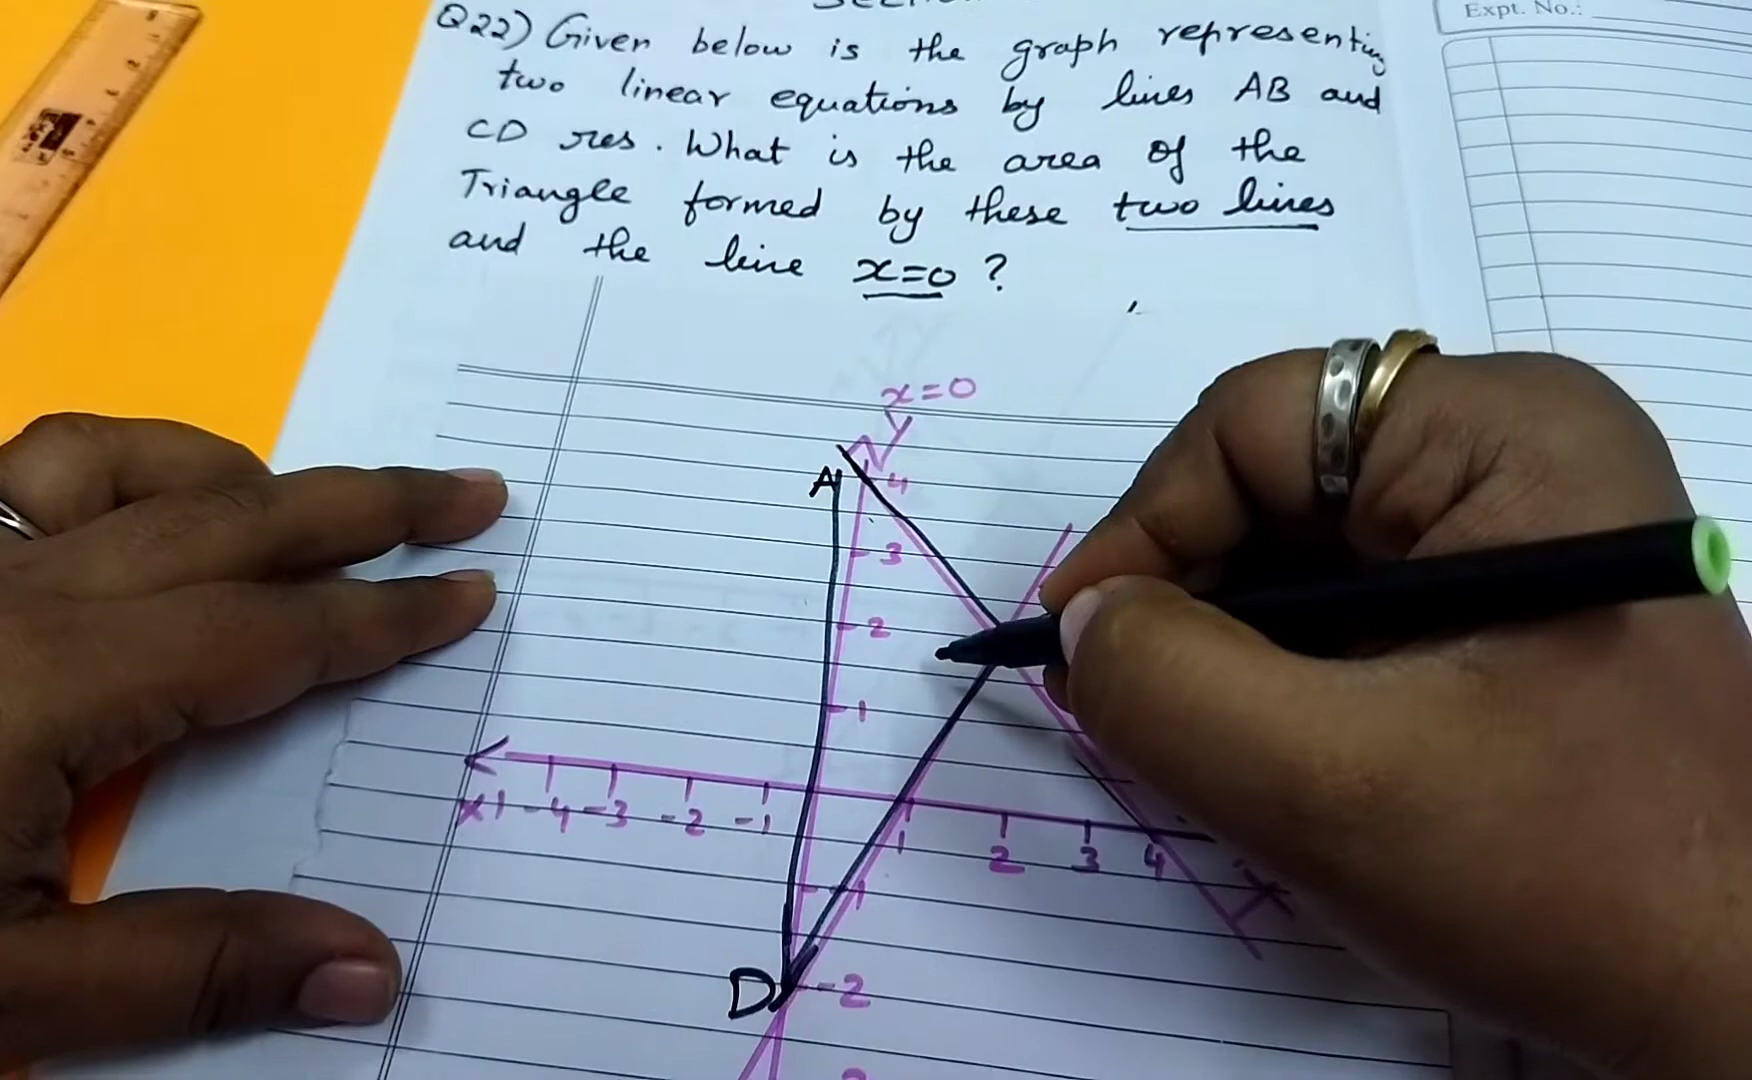 Q22) Given below is the graph representing
two linear equations by lines AB and
CD res. What is the area of the
Triangle formed by these two lines
and the line x=0 ?
Expt. No.:
x=0
Y
A
4
3
2
1
x' -4 -3 -2 -1 1 2 3 4 X
-1
D -2